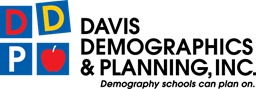 D D
P
DAVIS
DEMOGRAPHICS
& PLANNING, INC.
Demography schools can plan on.